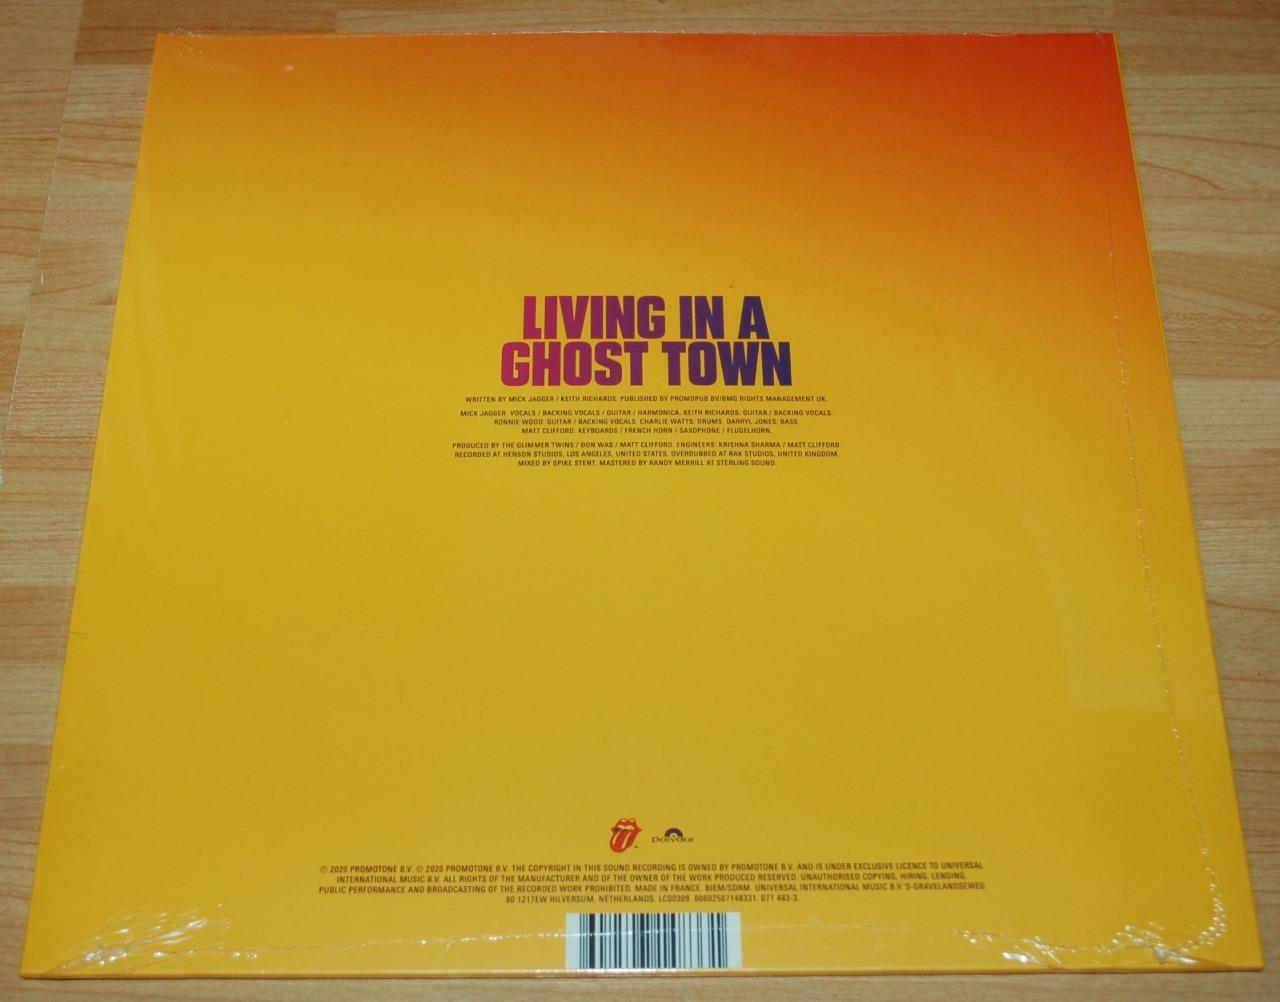 LIVING IN A
GHOST TOWN
WRITTEN BY MICK JAGGER / KEITH RICHARDS. PUBLISHED BY PROMOPUB BV/BMG RIGHTS MANAGEMENT UK.
MICK JAGGER: VOCALS / BACKING VOCALS / GUITAR / HARMONICA. KEITH RICHARDS: GUITAR / BACKING VOCALS.
RONNIE WOOD: GUITAR / BACKING VOCALS. CHARLIE WATTS: DRUMS. DARRYL JONES: BASS.
MATT CLIFFORD: KEYBOARDS / FRENCH HORN / SAXOPHONE / FLUGELHORN.
PRODUCED BY THE GLIMMER TWINS / DON WAS / MATT CLIFFORD. ENGINEERS: KRISHNA SHARMA / MATT CLIFFORD.
RECORDED AT HENSON STUDIOS, LOS ANGELES, UNITED STATES. OVERDUBBED AT RAK STUDIOS, UNITED KINGDOM.
MIXED BY SPIKE STENT. MASTERED BY RANDY MERRILL AT STERLING SOUND.
TM
Polydor
℗ 2020 PROMOTONE B.V. © 2020 PROMOTONE B.V. THE COPYRIGHT IN THIS SOUND RECORDING IS OWNED BY PROMOTONE B.V. AND IS UNDER EXCLUSIVE LICENCE TO UNIVERSAL
INTERNATIONAL MUSIC B.V. ALL RIGHTS OF THE MANUFACTURER AND OF THE OWNER OF THE WORK PRODUCED RESERVED. UNAUTHORISED COPYING, HIRING, LENDING,
PUBLIC PERFORMANCE AND BROADCASTING OF THE RECORDED WORK PROHIBITED. MADE IN FRANCE. BIEM/SDRM. UNIVERSAL INTERNATIONAL MUSIC B.V. 'S-GRAVELANDSEWEG
80 1217EW HILVERSUM, NETHERLANDS. LC00309. 00602507148331. 071 483-3.